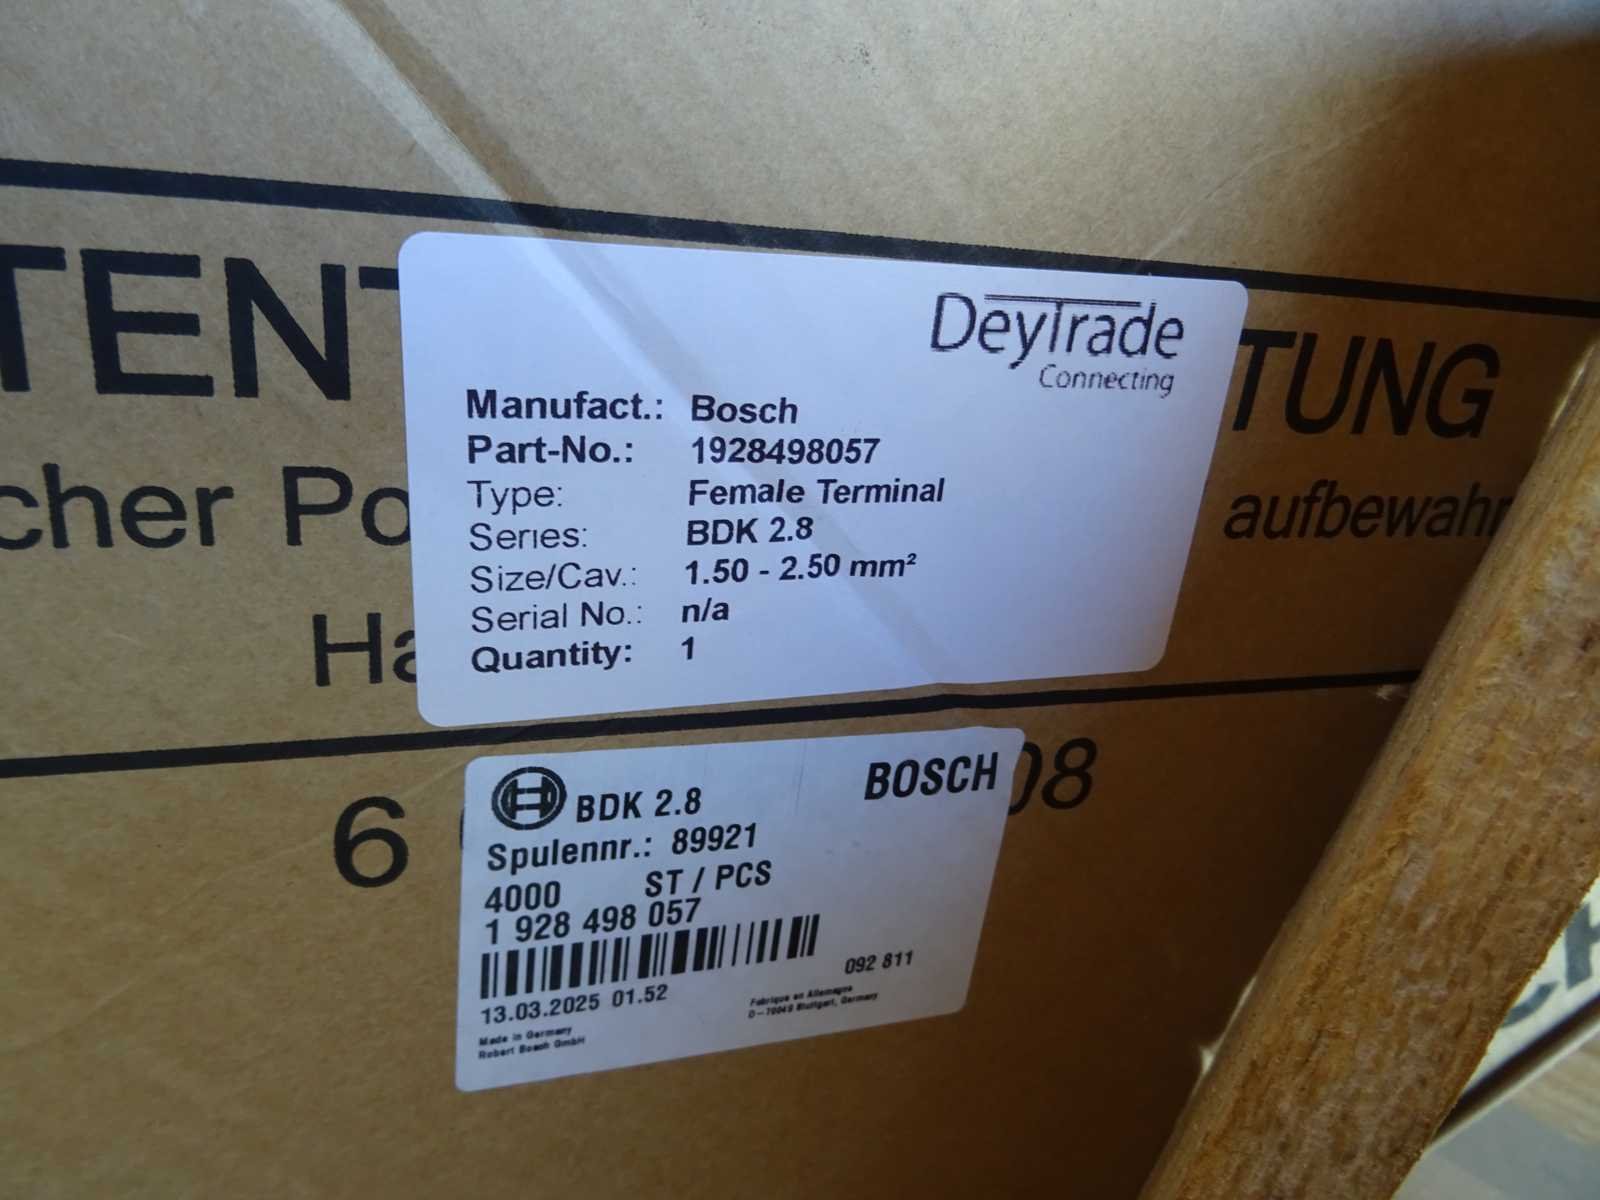 TENT
TUNG
cher Po
aufbewahr
Ha
6
08
DeyTrade
Connecting
Manufact.: Bosch
Part-No.: 1928498057
Type: Female Terminal
Series: BDK 2.8
Size/Cav.: 1.50 - 2.50 mm²
Serial No.: n/a
Quantity: 1
BDK 2.8 BOSCH
Spulennr.: 89921
4000 ST / PCS
1 928 498 057
092 811
13.03.2025 01.52
Fabrique en Allemagne
Stuttgart, Germany
Made in Germany
Robert Bosch GmbH